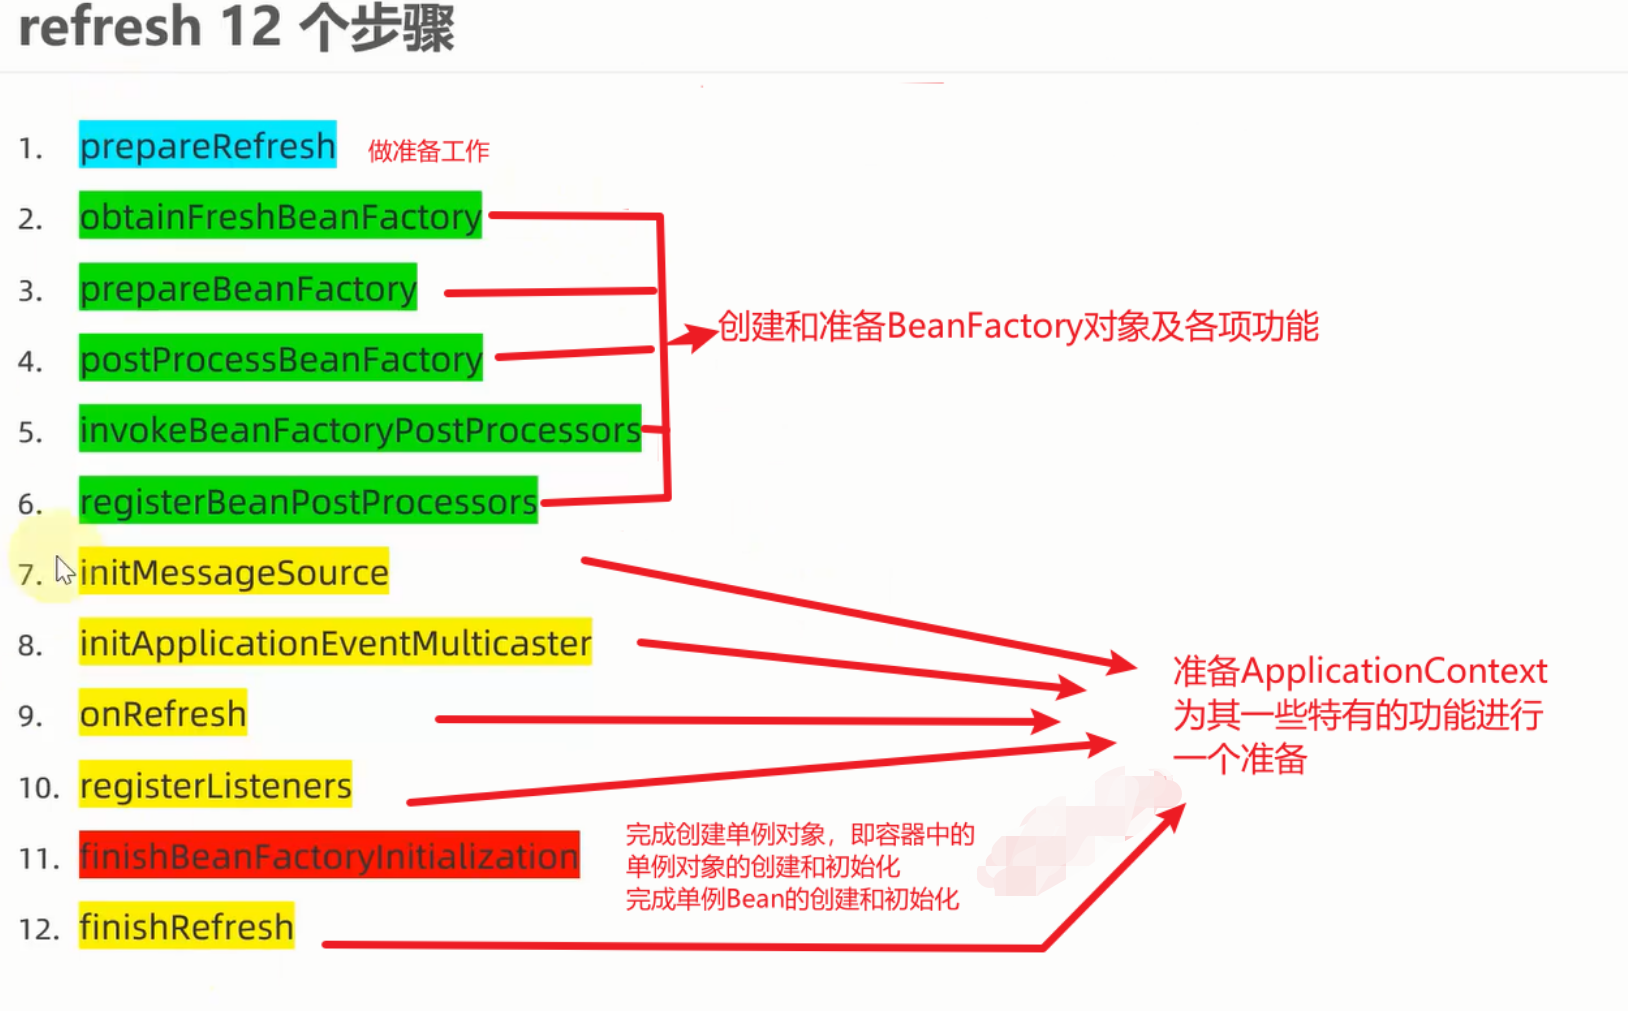 refresh 12 个步骤
1. prepareRefresh 做准备工作
2. obtainFreshBeanFactory
3. prepareBeanFactory
创建和准备BeanFactory对象及各项功能
4. postProcessBeanFactory
5. invokeBeanFactoryPostProcessors
6. registerBeanPostProcessors
7. initMessageSource
8. initApplicationEventMulticaster
准备ApplicationContext
为其一些特有的功能进行
一个准备
9. onRefresh
10. registerListeners
11. finishBeanFactoryInitialization
完成创建单例对象，即容器中的
单例对象的创建和初始化
完成单例Bean的创建和初始化
12. finishRefresh